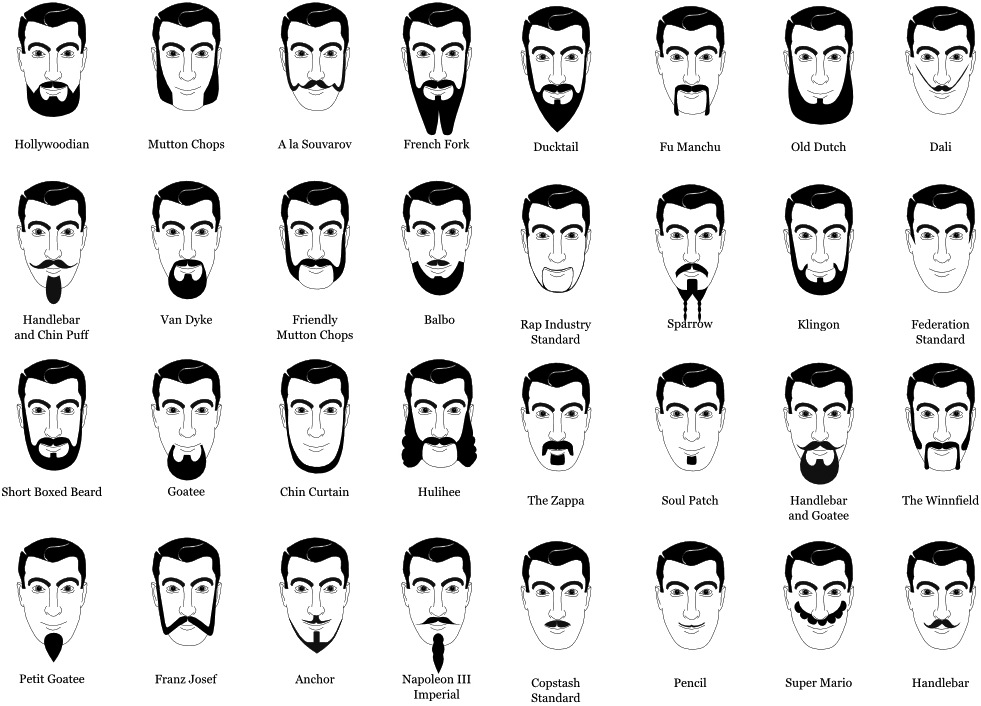 Hollywoodian
Mutton Chops
A la Souvarov
French Fork
Ducktail
Fu Manchu
Old Dutch
Dali
Handlebar
and Chin Puff
Van Dyke
Friendly
Mutton Chops
Balbo
Rap Industry
Standard
Sparrow
Klingon
Federation
Standard
Short Boxed Beard
Goatee
Chin Curtain
Hulihee
The Zappa
Soul Patch
Handlebar
and Goatee
The Winnfield
Petit Goatee
Franz Josef
Anchor
Napoleon III
Imperial
Copstash
Standard
Pencil
Super Mario
Handlebar